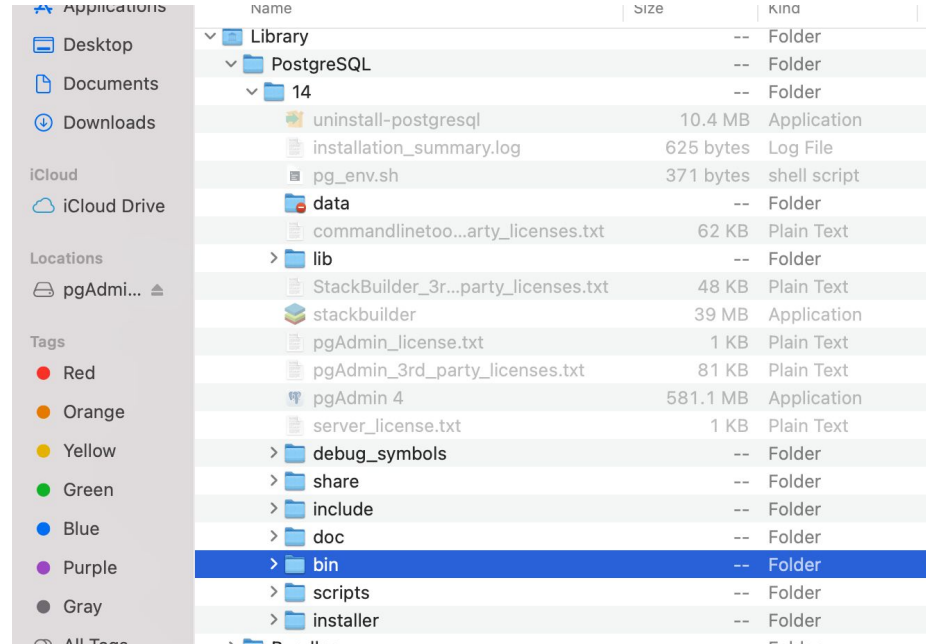 Applications
Desktop
Documents
Downloads
iCloud
iCloud Drive
Locations
pgAdmi...
Tags
Red
Orange
Yellow
Green
Blue
Purple
Gray
All Tags
Name Size Kind
Library -- Folder
PostgreSQL -- Folder
14 -- Folder
uninstall-postgresql 10.4 MB Application
installation_summary.log 625 bytes Log File
pg_env.sh 371 bytes shell script
data -- Folder
commandlinetoo...arty_licenses.txt 62 KB Plain Text
lib -- Folder
StackBuilder_3r...party_licenses.txt 48 KB Plain Text
stackbuilder 39 MB Application
pgAdmin_license.txt 1 KB Plain Text
pgAdmin_3rd_party_licenses.txt 81 KB Plain Text
pgAdmin 4 581.1 MB Application
server_license.txt 1 KB Plain Text
debug_symbols -- Folder
share -- Folder
include -- Folder
doc -- Folder
bin -- Folder
scripts -- Folder
installer -- Folder